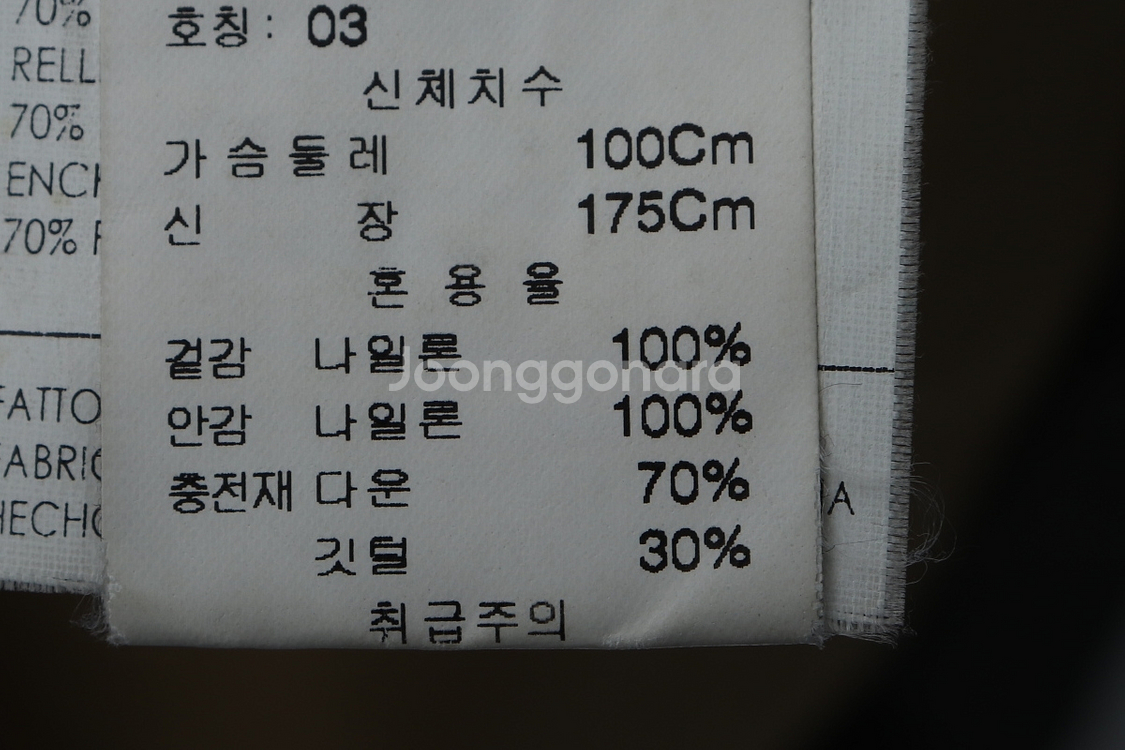 70%
RELL
70%
ENCH
70% F
FATTO
FABRIC
HECHO
호칭: 03
신체치수
가슴둘레 100Cm
신 장 175Cm
혼용율
겉감 나일론 100%
안감 나일론 100%
충전재 다운 70%
깃털 30%
취급주의
A
Joonggonara